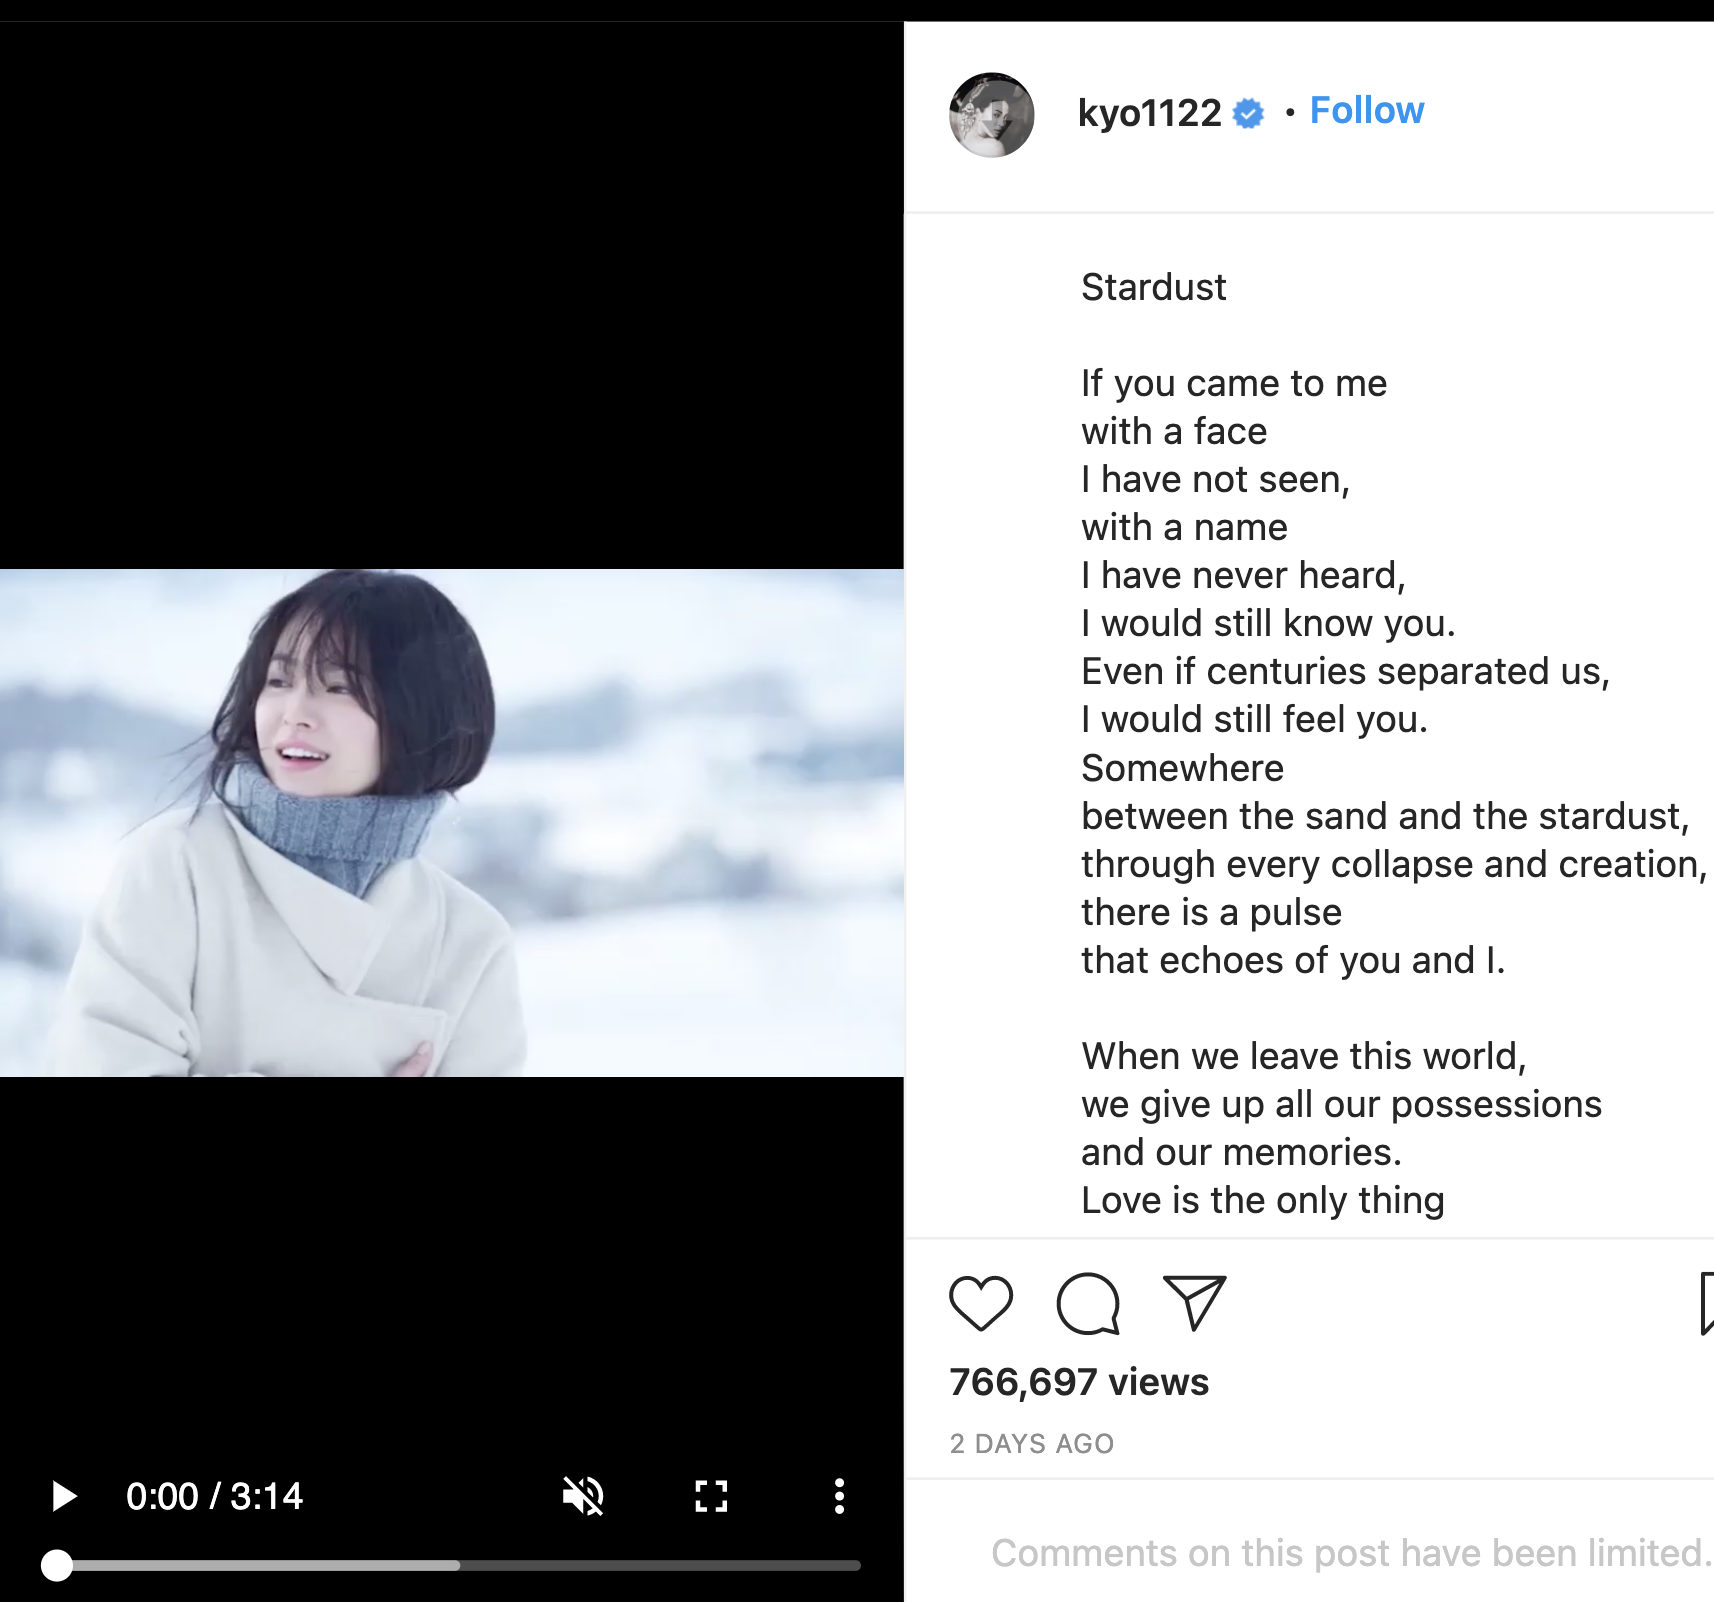 kyo1122 • Follow
Stardust
If you came to me
with a face
I have not seen,
with a name
I have never heard,
I would still know you.
Even if centuries separated us,
I would still feel you.
Somewhere
between the sand and the stardust,
through every collapse and creation,
there is a pulse
that echoes of you and I.
When we leave this world,
we give up all our possessions
and our memories.
Love is the only thing
766,697 views
2 DAYS AGO
0:00 / 3:14
Comments on this post have been limited.